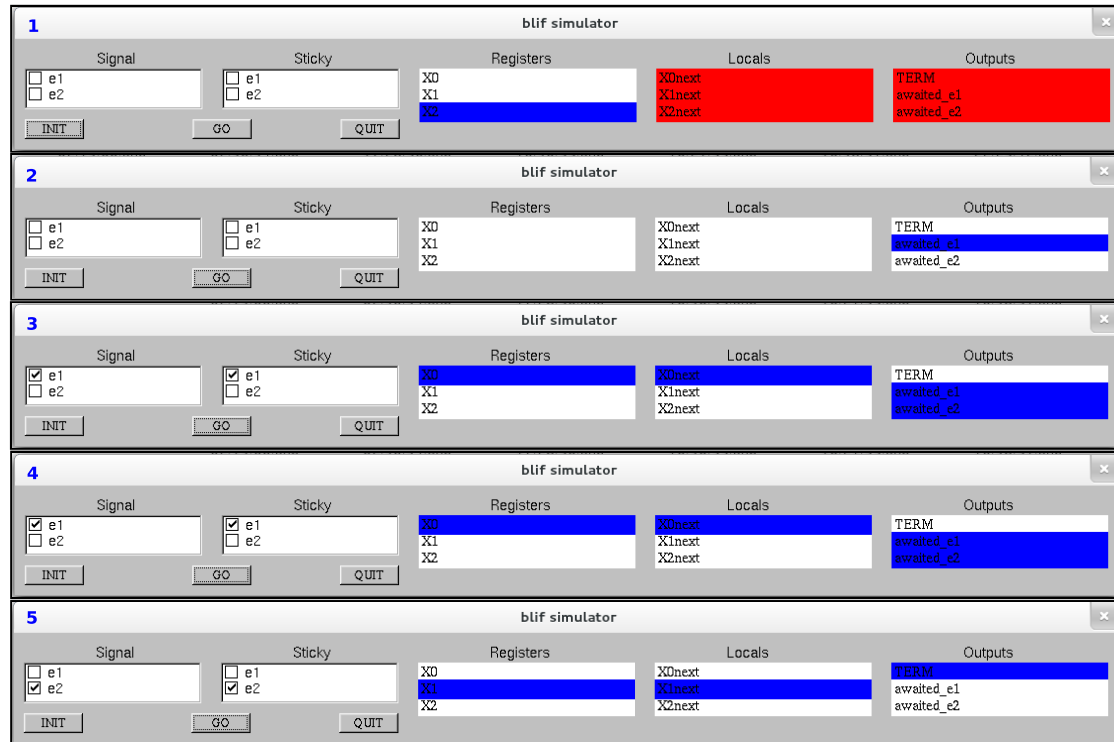 1 blif simulator ×
Signal Sticky Registers Locals Outputs
e1 e1 X0 X0next TERM
e2 e2 X1 X1next awaited_e1
X2 X2next awaited_e2
INIT GO QUIT
2 blif simulator ×
Signal Sticky Registers Locals Outputs
e1 e1 X0 X0next TERM
e2 e2 X1 X1next awaited_e1
X2 X2next awaited_e2
INIT GO QUIT
3 blif simulator ×
Signal Sticky Registers Locals Outputs
e1 e1 X0 X0next TERM
e2 e2 X1 X1next awaited_e1
X2 X2next awaited_e2
INIT GO QUIT
4 blif simulator ×
Signal Sticky Registers Locals Outputs
e1 e1 X0 X0next TERM
e2 e2 X1 X1next awaited_e1
X2 X2next awaited_e2
INIT GO QUIT
5 blif simulator ×
Signal Sticky Registers Locals Outputs
e1 e1 X0 X0next TERM
e2 e2 X1 X1next awaited_e1
X2 X2next awaited_e2
INIT GO QUIT